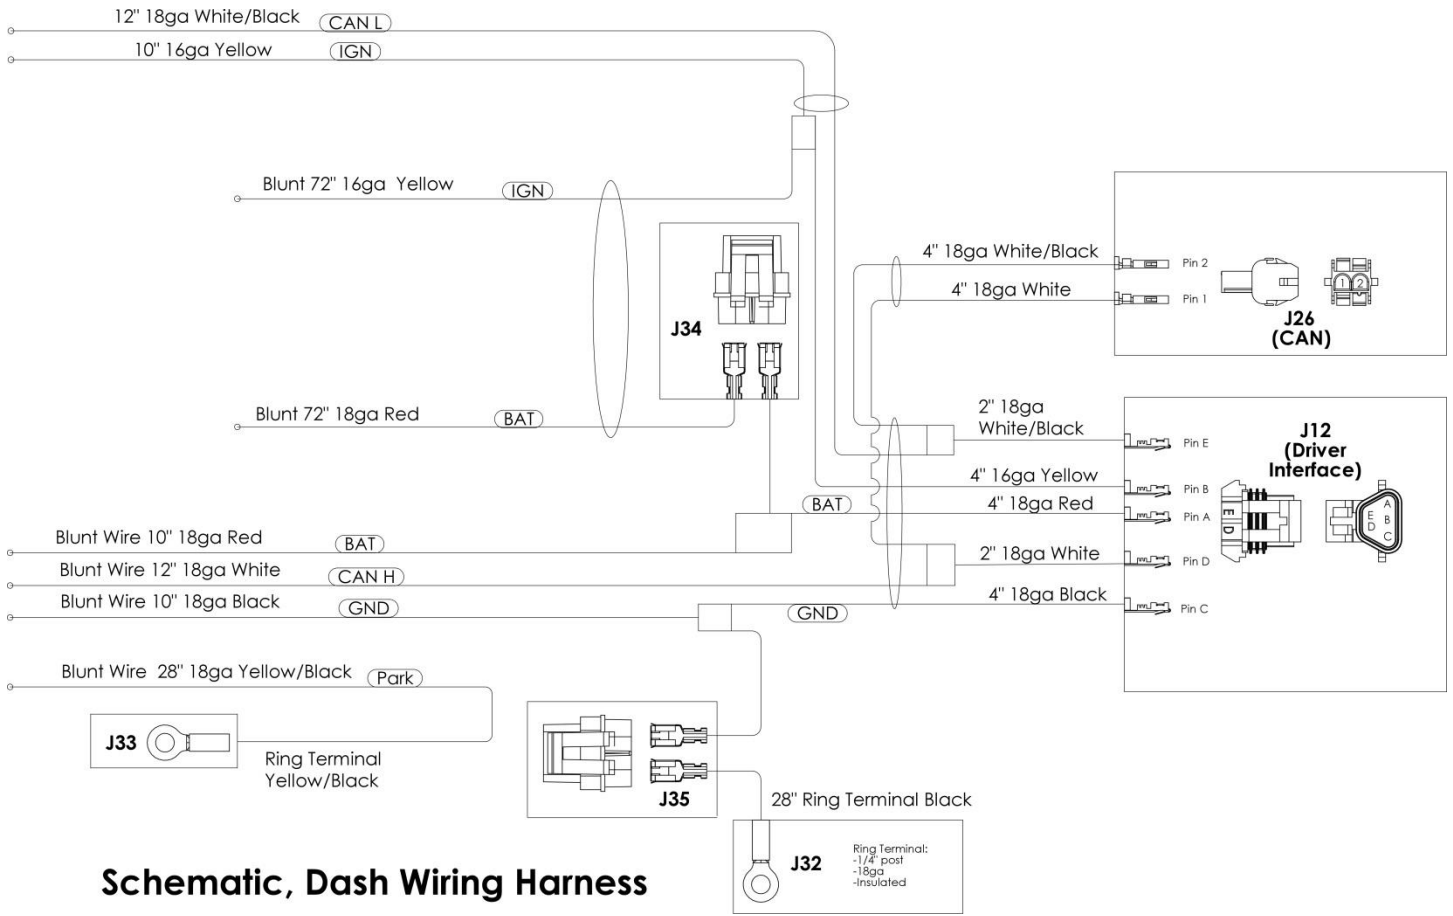 12" 18ga White/Black
CAN L
10" 16ga Yellow
IGN
Blunt 72" 16ga  Yellow
IGN
J34
Blunt 72" 18ga Red
BAT
4" 18ga White/Black
Pin 2
4" 18ga White
Pin 1
1 2
J26
(CAN)
2" 18ga
White/Black
Pin E
4" 16ga Yellow
Pin B
BAT
4" 18ga Red
Pin A
2" 18ga White
Pin D
4" 18ga Black
Pin C
GND
J12
(Driver
Interface)
E
D
A
E
B
D
C
Blunt Wire 10" 18ga Red
BAT
Blunt Wire 12" 18ga White
CAN H
Blunt Wire 10" 18ga Black
GND
Blunt Wire  28" 18ga Yellow/Black
Park
J33
Ring Terminal
Yellow/Black
J35
28" Ring Terminal Black
J32
Ring Terminal:
-1/4" post
-18ga
-Insulated
Schematic, Dash Wiring Harness